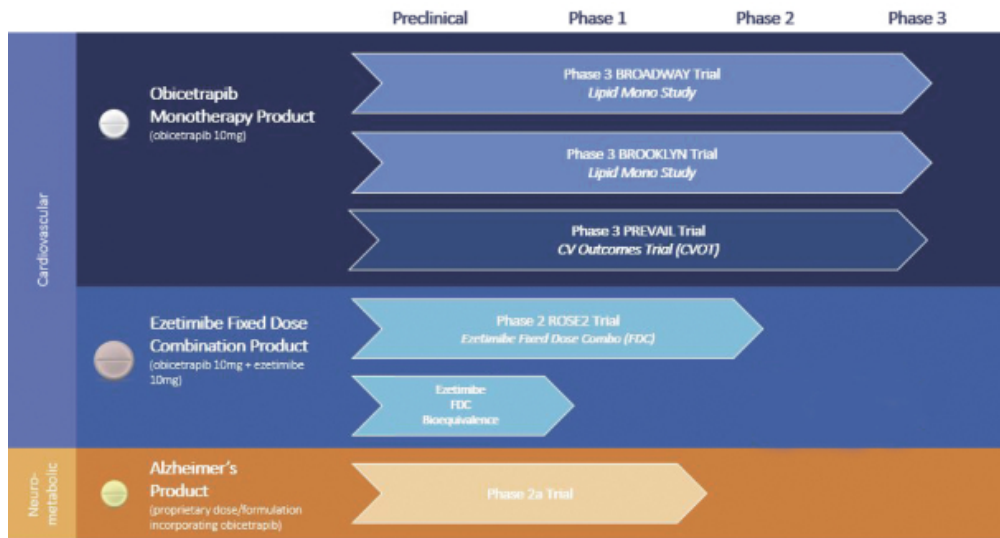 Preclinical Phase 1 Phase 2 Phase 3
Cardiovascular
Obicetrapib
Monotherapy Product
(obicetrapib 10mg)
Phase 3 BROADWAY Trial
Lipid Mono Study
Phase 3 BROOKLYN Trial
Lipid Mono Study
Phase 3 PREVAIL Trial
CV Outcomes Trial (CVOT)
Ezetimibe Fixed Dose
Combination Product
(obicetrapib 10mg + ezetimibe
10mg)
Phase 2 ROSE2 Trial
Ezetimibe Fixed Dose Combo (FDC)
Ezetimibe
FDC
Bioequivalence
Neuro-
metabolic
Alzheimer's
Product
(proprietary dose/formulation
incorporating obicetrapib)
Phase 2a Trial